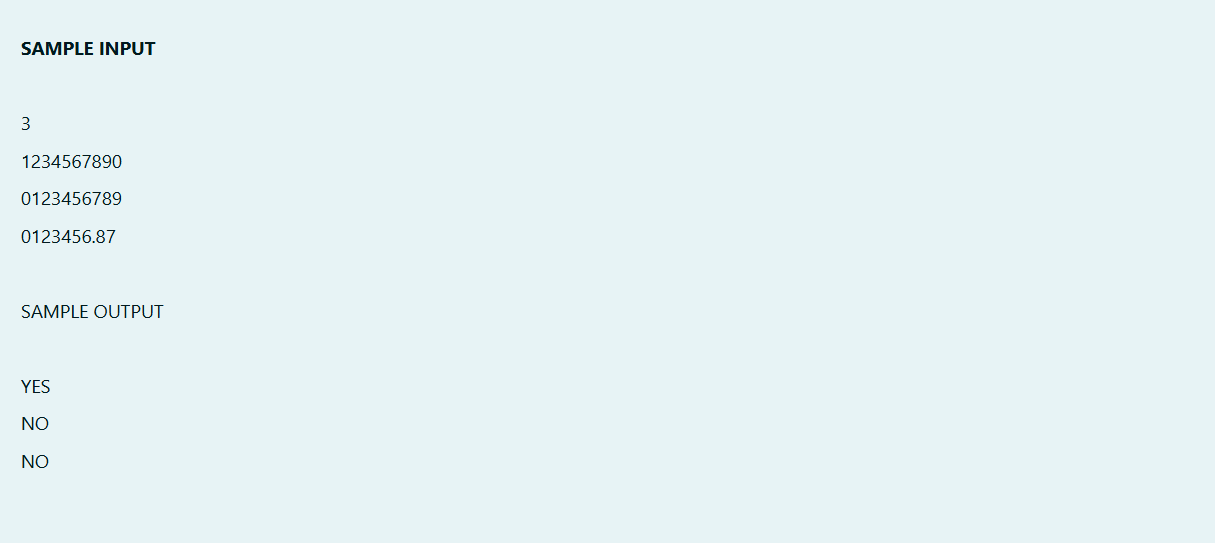 SAMPLE INPUT
3
1234567890
0123456789
0123456.87
SAMPLE OUTPUT
YES
NO
NO